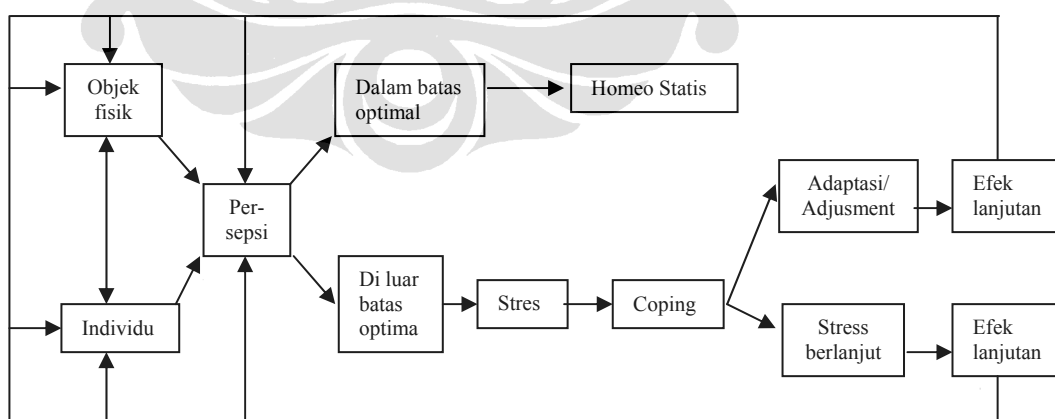 Objek
fisik
Dalam batas
optimal
Homeo Statis
Per-
sepsi
Adaptasi/
Adjusment
Efek
lanjutan
Individu
Di luar
batas
optima
Stres
Coping
Stress
berlanjut
Efek
lanjutan